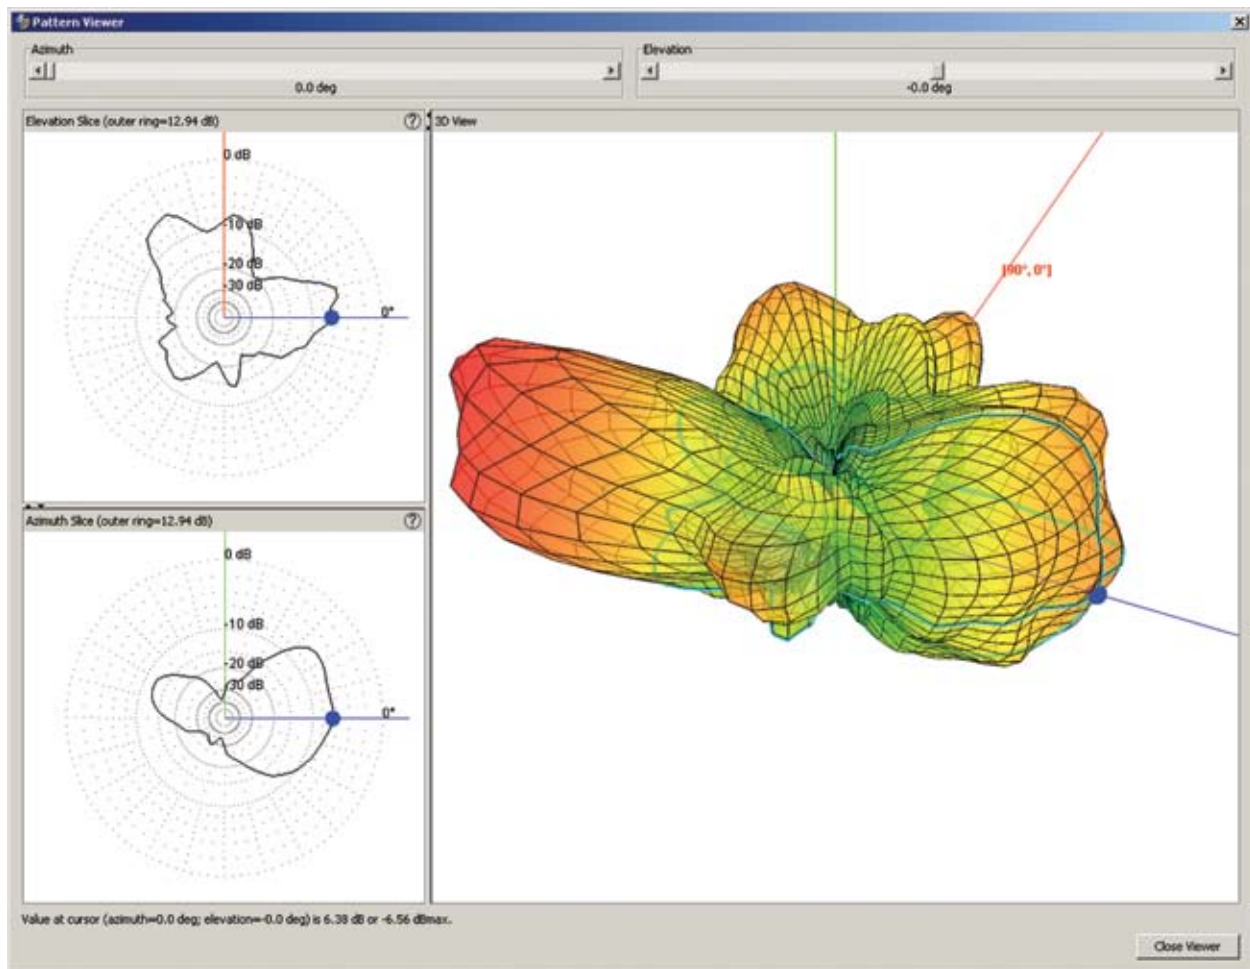 Pattern Viewer
Azimuth
0.0 deg
Elevation
-0.0 deg
Elevation Slice (outer ring=12.94 dB)
?
0 dB
-10 dB
-20 dB
-30 dB
0°
3D View
[90°, 0°]
Azimuth Slice (outer ring=12.94 dB)
?
0 dB
-10 dB
-20 dB
-30 dB
0°
Value at cursor (azimuth=0.0 deg; elevation=-0.0 deg) is 6.38 dB or -6.56 dBmax.
Close Viewer